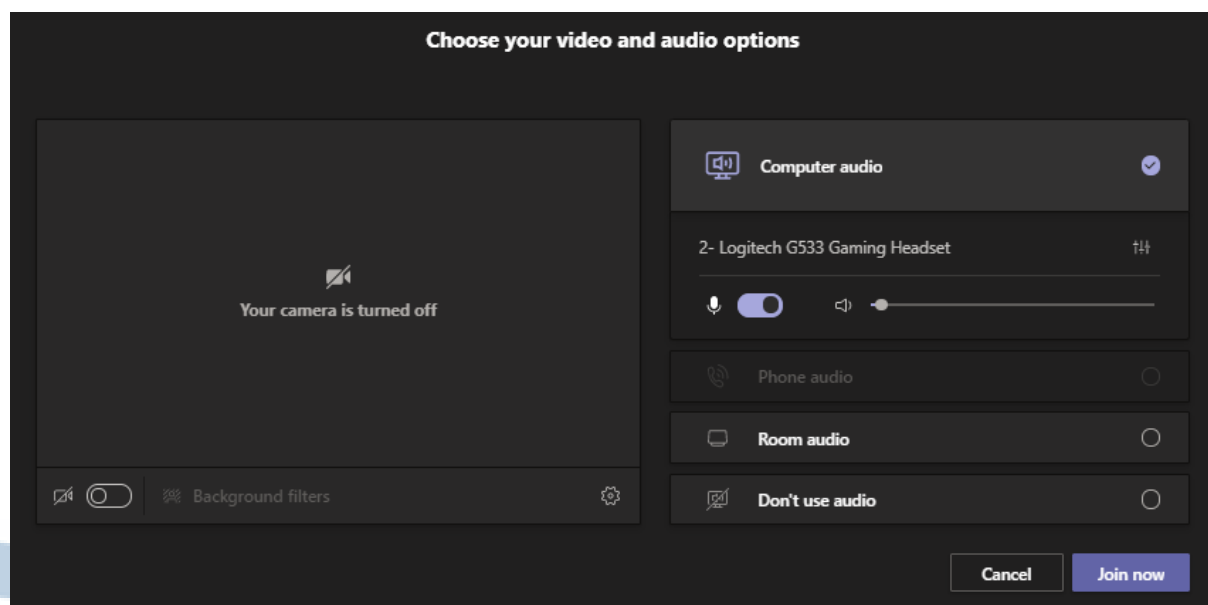 Choose your video and audio options
Your camera is turned off
Background filters
Computer audio
2- Logitech G533 Gaming Headset
Phone audio
Room audio
Don't use audio
Cancel
Join now